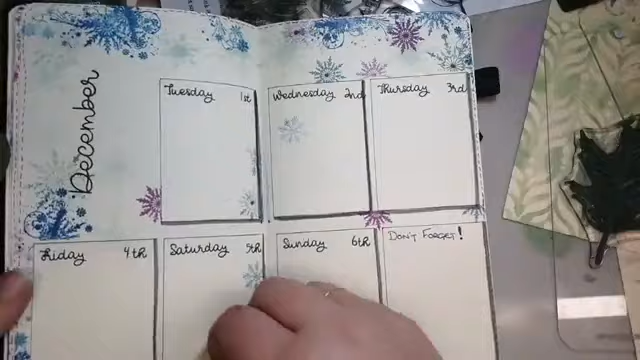 December
Tuesday 1st
Wednesday 2nd
Thursday 3rd
Friday 4th
Saturday 5th
Sunday 6th
DON'T FORGET!